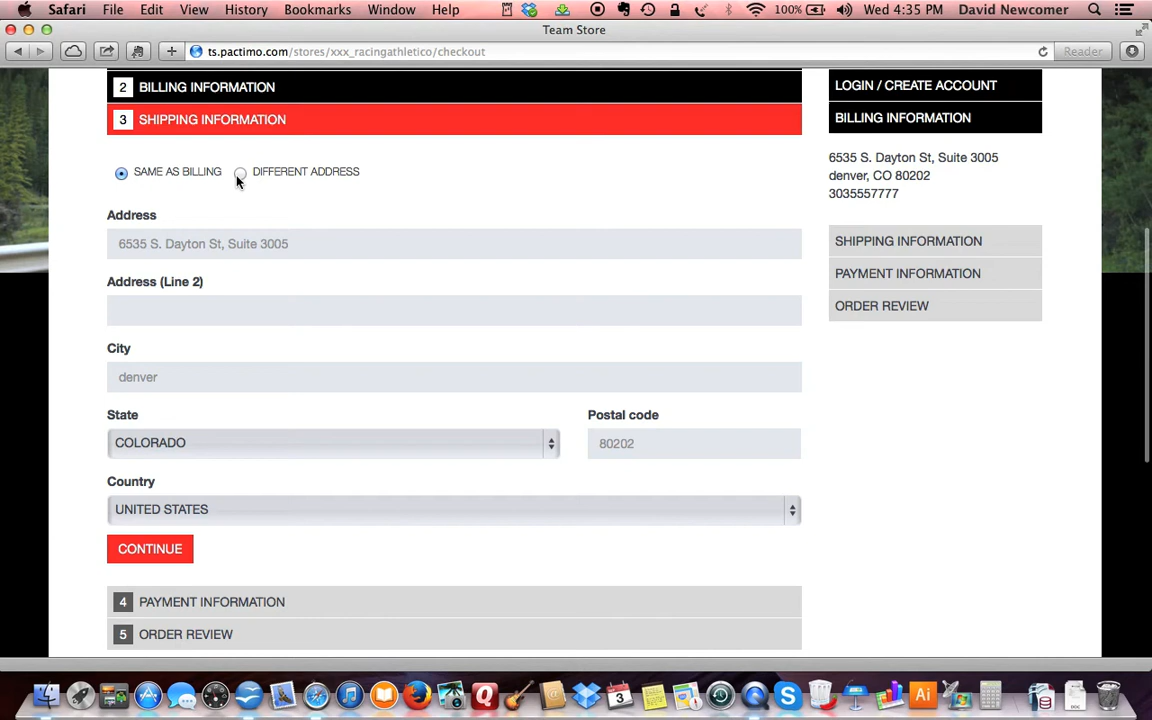 Safari File Edit View History Bookmarks Window Help 100% Wed 4:35 PM David Newcomer
Team Store
ts.pactimo.com/stores/xxx_racingathletico/checkout Reader
2 BILLING INFORMATION
3 SHIPPING INFORMATION
SAME AS BILLING DIFFERENT ADDRESS
Address
6535 S. Dayton St, Suite 3005
Address (Line 2)
City
denver
State Postal code
COLORADO 80202
Country
UNITED STATES
CONTINUE
4 PAYMENT INFORMATION
5 ORDER REVIEW
LOGIN / CREATE ACCOUNT
BILLING INFORMATION
6535 S. Dayton St, Suite 3005
denver, CO 80202
3035557777
SHIPPING INFORMATION
PAYMENT INFORMATION
ORDER REVIEW
3
Ai